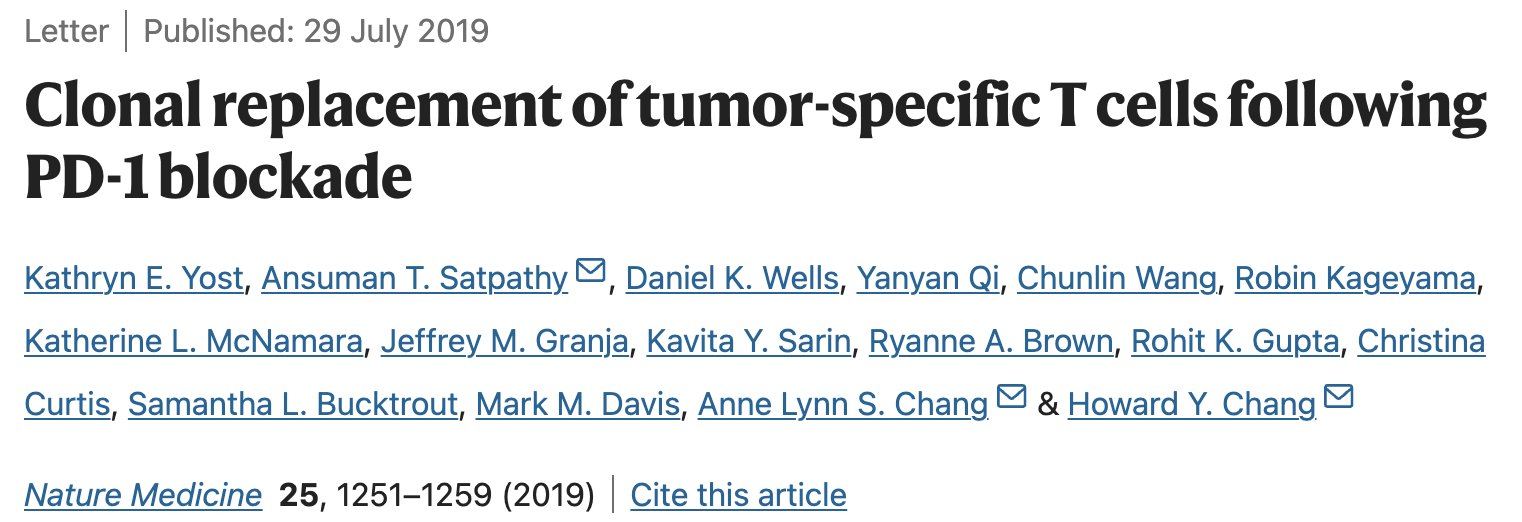 Letter | Published: 29 July 2019
Clonal replacement of tumor-specific T cells following
PD-1 blockade
Kathryn E. Yost, Ansuman T. Satpathy, Daniel K. Wells, Yanyan Qi, Chunlin Wang, Robin Kageyama,
Katherine L. McNamara, Jeffrey M. Granja, Kavita Y. Sarin, Ryanne A. Brown, Rohit K. Gupta, Christina
Curtis, Samantha L. Bucktrout, Mark M. Davis, Anne Lynn S. Chang & Howard Y. Chang
Nature Medicine 25, 1251–1259 (2019) | Cite this article